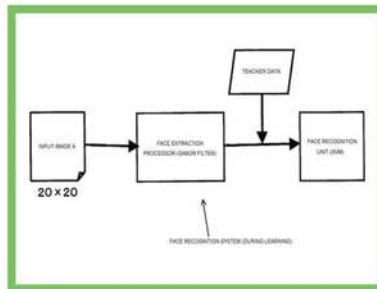 TEACHER DATA
INPUT IMAGE A
FACE EXTRACTION
PROCESSOR (GABOR FILTER)
FACE RECOGNITION
UNIT (SVM)
20×20
FACE RECOGNITION SYSTEM (DURING LEARNING)